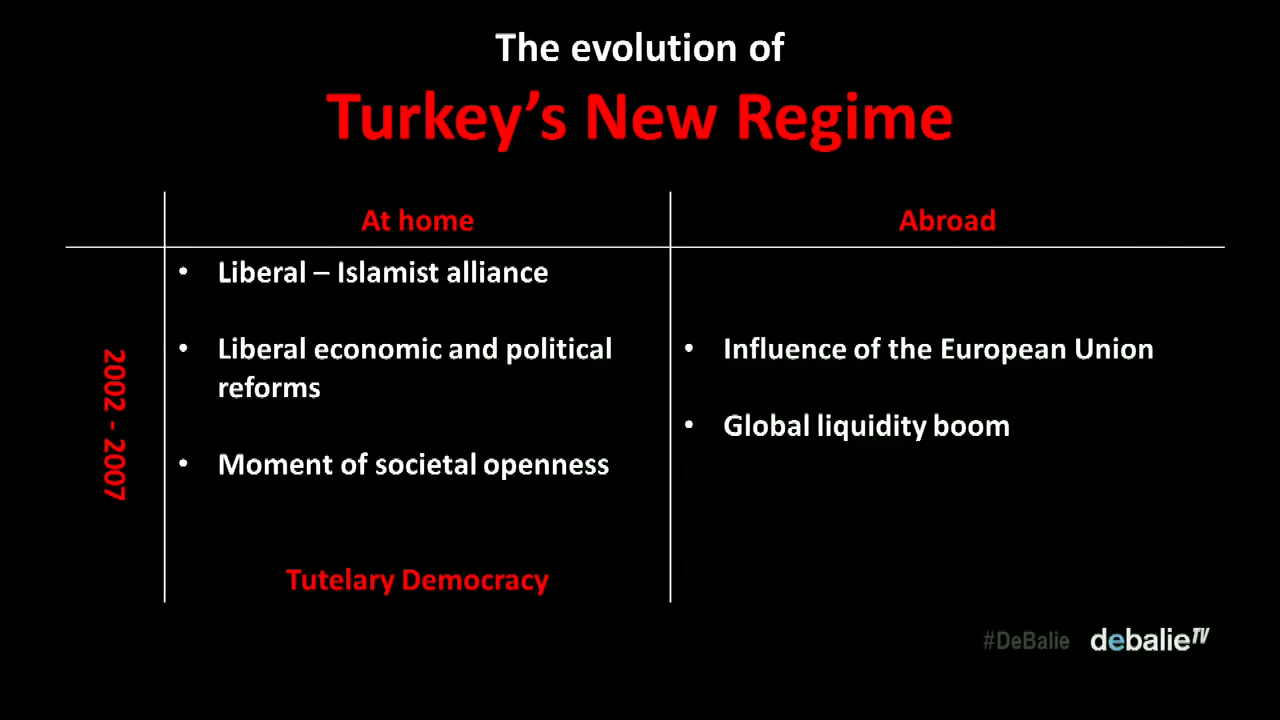 The evolution of
Turkey’s New Regime
At home
Abroad
2002 - 2007
• Liberal – Islamist alliance
• Liberal economic and political
reforms
• Moment of societal openness
Tutelary Democracy
• Influence of the European Union
• Global liquidity boom
#DeBalie
debalieTV